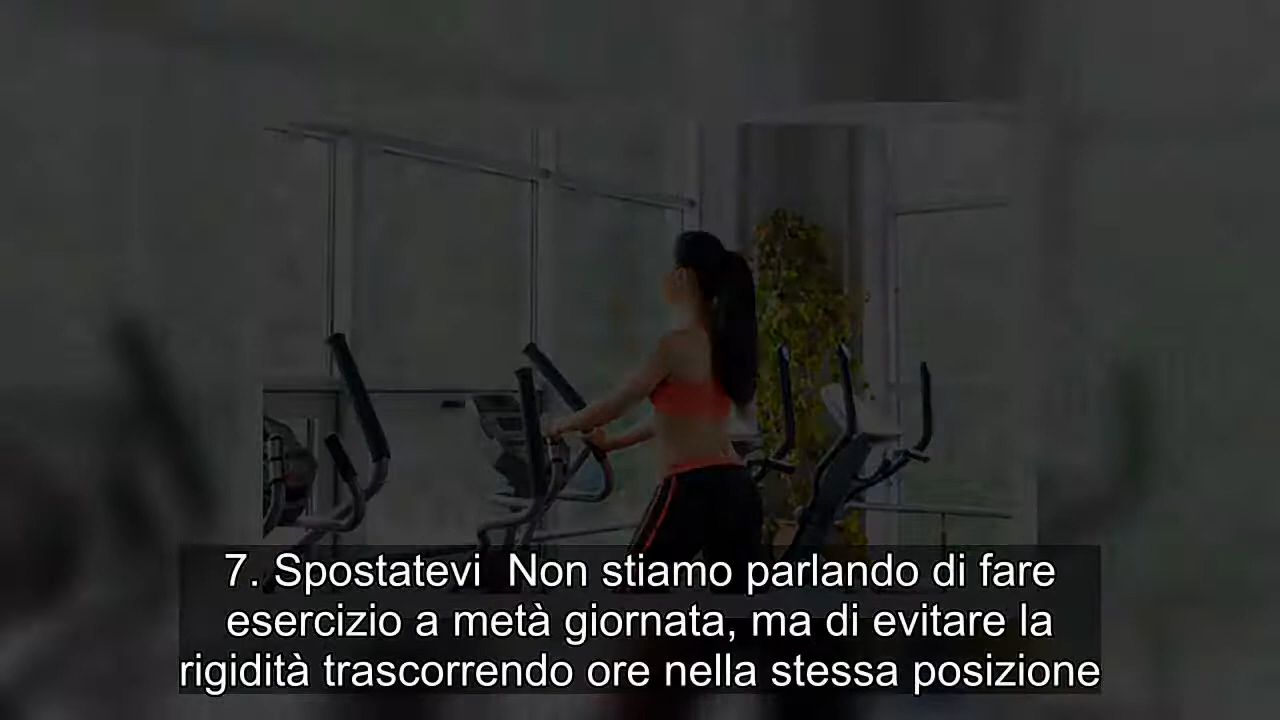 7. Spostatevi  Non stiamo parlando di fare
esercizio a metà giornata, ma di evitare la
rigidità trascorrendo ore nella stessa posizione